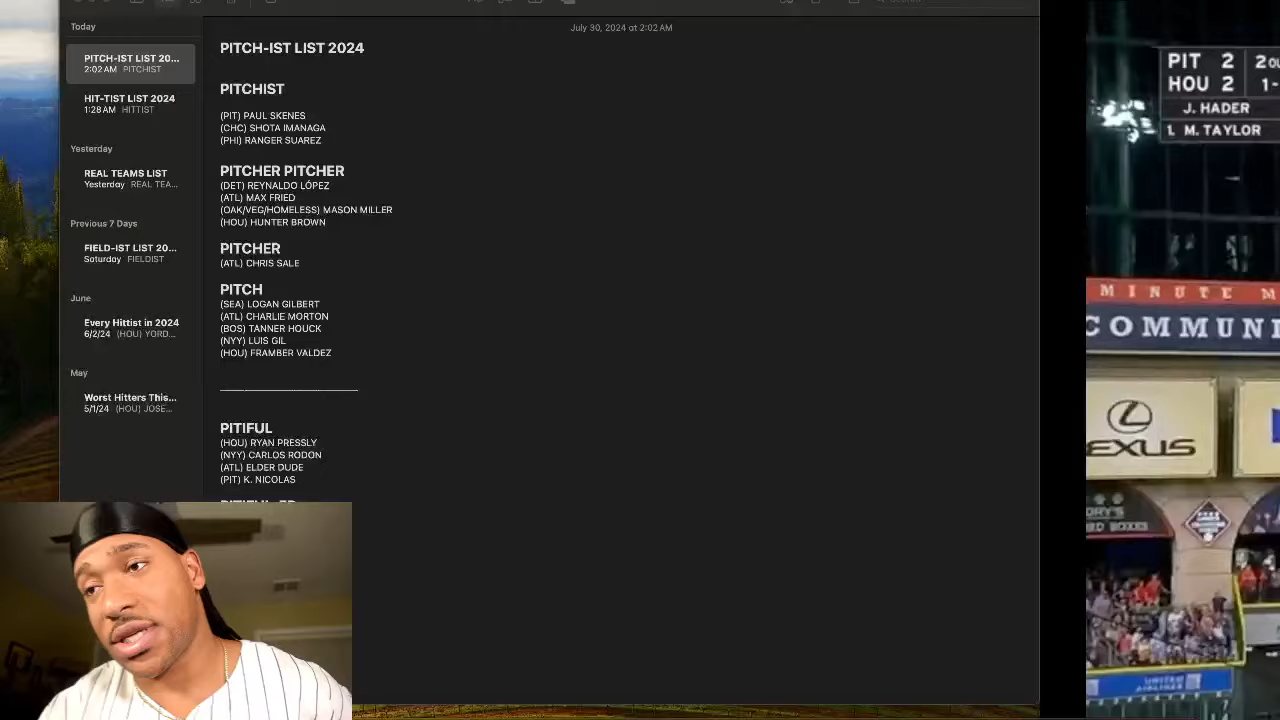 Today
PITCH-IST LIST 20...
2:02 AM PITCHIST
HIT-TIST LIST 2024
1:28 AM HITTIST
Yesterday
REAL TEAMS LIST
Yesterday REAL TEA...
Previous 7 Days
FIELD-IST LIST 20...
Saturday FIELDIST
June
Every Hittist in 2024
6/2/24 (HOU) YORD...
May
Worst Hitters This...
5/1/24 (HOU) JOSE...
July 30, 2024 at 2:02 AM
PITCH-IST LIST 2024
PITCHIST
(PIT) PAUL SKENES
(CHC) SHOTA IMANAGA
(PHI) RANGER SUAREZ
PITCHER PITCHER
(DET) REYNALDO LÓPEZ
(ATL) MAX FRIED
(OAK/VEG/HOMELESS) MASON MILLER
(HOU) HUNTER BROWN
PITCHER
(ATL) CHRIS SALE
PITCH
(SEA) LOGAN GILBERT
(ATL) CHARLIE MORTON
(BOS) TANNER HOUCK
(NYY) LUIS GIL
(HOU) FRAMBER VALDEZ
PITIFUL
(HOU) RYAN PRESSLY
(NYY) CARLOS RODON
(ATL) ELDER DUDE
(PIT) K. NICOLAS
PIT 2 2 OU
HOU 2 1-
J. HADER
1. M. TAYLOR
MINUTE M
COMMUNI
EXUS
UNITED AIRLINES